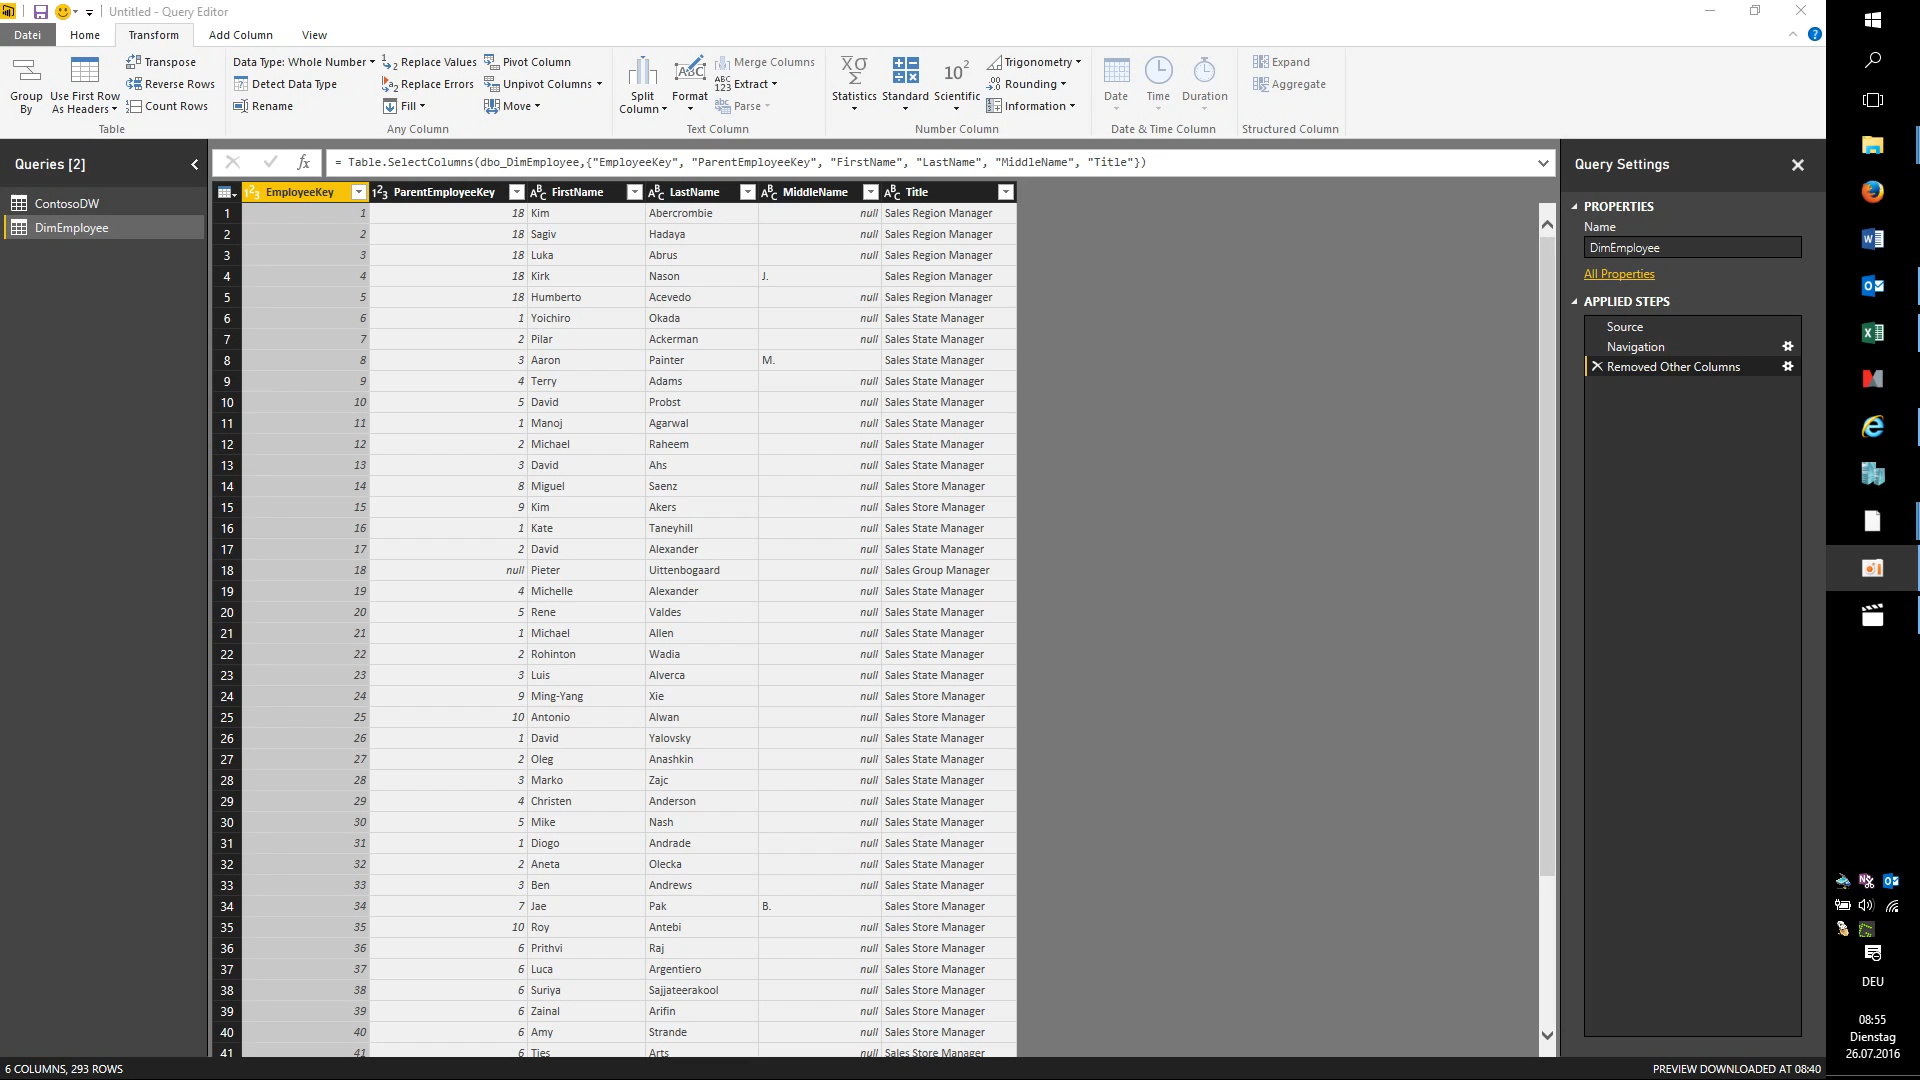 Untitled - Query Editor
Datei Home Transform Add Column View
Group By
Use First Row As Headers
Transpose
Reverse Rows
Count Rows
Table
Data Type: Whole Number
Detect Data Type
Rename
Replace Values
Replace Errors
Fill
Pivot Column
Unpivot Columns
Move
Any Column
Split Column
Format
Merge Columns
Extract
Parse
Text Column
Statistics
Standard
Scientific
Trigonometry
Rounding
Information
Number Column
Date
Time
Duration
Date & Time Column
Expand
Aggregate
Structured Column
Queries [2]
ContosoDW
DimEmployee
fx = Table.SelectColumns(dbo_DimEmployee,{"EmployeeKey", "ParentEmployeeKey", "FirstName", "LastName", "MiddleName", "Title"})
EmployeeKey ParentEmployeeKey FirstName LastName MiddleName Title
1 1 18 Kim Abercrombie null Sales Region Manager
2 2 18 Sagiv Hadaya null Sales Region Manager
3 3 18 Luka Abrus null Sales Region Manager
4 4 18 Kirk Nason J. Sales Region Manager
5 5 18 Humberto Acevedo null Sales Region Manager
6 6 1 Yoichiro Okada null Sales State Manager
7 7 2 Pilar Ackerman null Sales State Manager
8 8 3 Aaron Painter M. Sales State Manager
9 9 4 Terry Adams null Sales State Manager
10 10 5 David Probst null Sales State Manager
11 11 1 Manoj Agarwal null Sales State Manager
12 12 2 Michael Raheem null Sales State Manager
13 13 3 David Ahs null Sales State Manager
14 14 8 Miguel Saenz null Sales Store Manager
15 15 9 Kim Akers null Sales Store Manager
16 16 1 Kate Taneyhill null Sales State Manager
17 17 2 David Alexander null Sales State Manager
18 18 null Pieter Uittenbogaard null Sales Group Manager
19 19 4 Michelle Alexander null Sales State Manager
20 20 5 Rene Valdes null Sales State Manager
21 21 1 Michael Allen null Sales State Manager
22 22 2 Rohinton Wadia null Sales State Manager
23 23 3 Luis Alverca null Sales State Manager
24 24 9 Ming-Yang Xie null Sales Store Manager
25 25 10 Antonio Alwan null Sales Store Manager
26 26 1 David Yalovsky null Sales State Manager
27 27 2 Oleg Anashkin null Sales State Manager
28 28 3 Marko Zajc null Sales State Manager
29 29 4 Christen Anderson null Sales State Manager
30 30 5 Mike Nash null Sales State Manager
31 31 1 Diogo Andrade null Sales State Manager
32 32 2 Aneta Olecka null Sales State Manager
33 33 3 Ben Andrews null Sales State Manager
34 34 7 Jae Pak B. Sales Store Manager
35 35 10 Roy Antebi null Sales Store Manager
36 36 6 Prithvi Raj null Sales Store Manager
37 37 6 Luca Argentiero null Sales Store Manager
38 38 6 Suriya Sajjateerakool null Sales Store Manager
39 39 6 Zainal Arifin null Sales Store Manager
40 40 6 Amy Strande null Sales Store Manager
41 41 6 Ties Arts null Sales Store Manager
Query Settings
PROPERTIES
Name
DimEmployee
All Properties
APPLIED STEPS
Source
Navigation
Removed Other Columns
DEU
08:55
Dienstag
26.07.2016
6 COLUMNS, 293 ROWS
PREVIEW DOWNLOADED AT 08:40